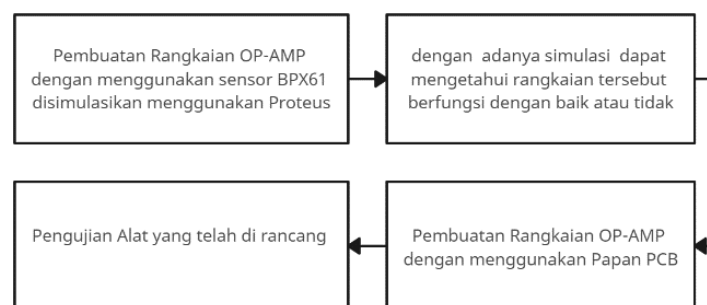 Pembuatan Rangkaian OP-AMP
dengan menggunakan sensor BPX61
disimulasikan menggunakan Proteus
dengan adanya simulasi dapat
mengetahui rangkaian tersebut
berfungsi dengan baik atau tidak
Pembuatan Rangkaian OP-AMP
dengan menggunakan Papan PCB
Pengujian Alat yang telah di rancang